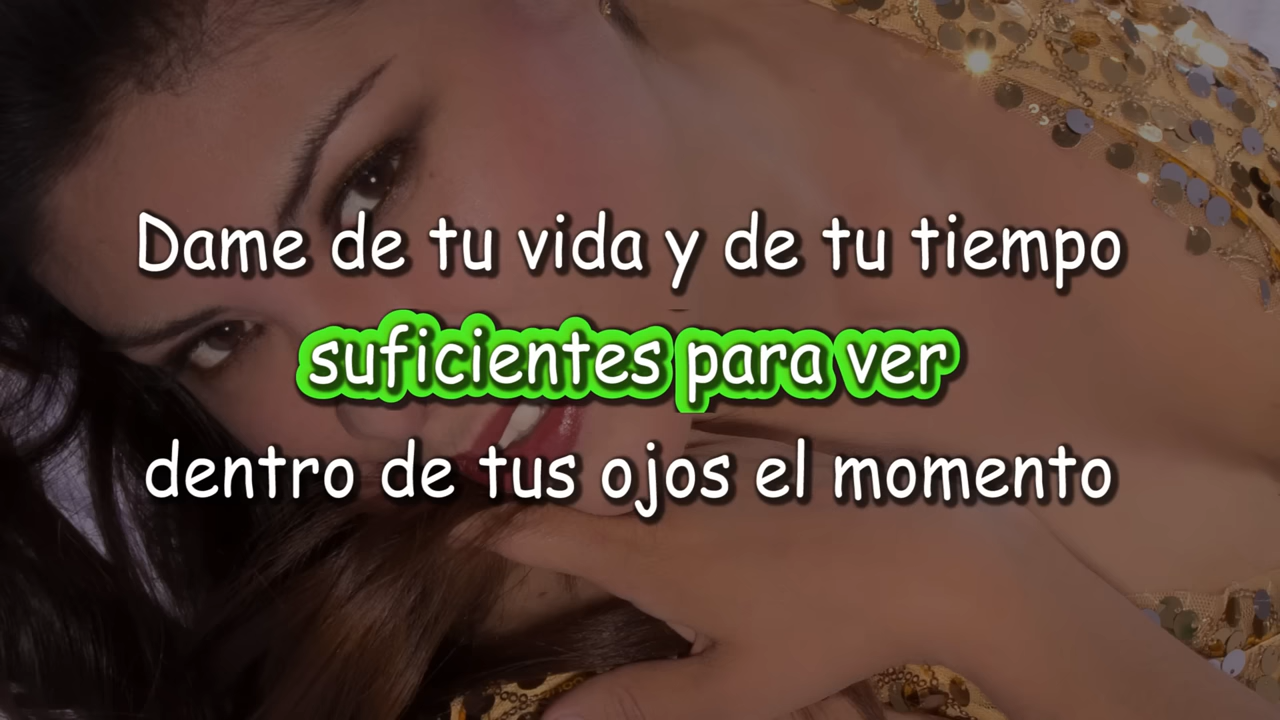 Dame de tu vida y de tu tiempo
suficientes para ver
dentro de tus ojos el momento